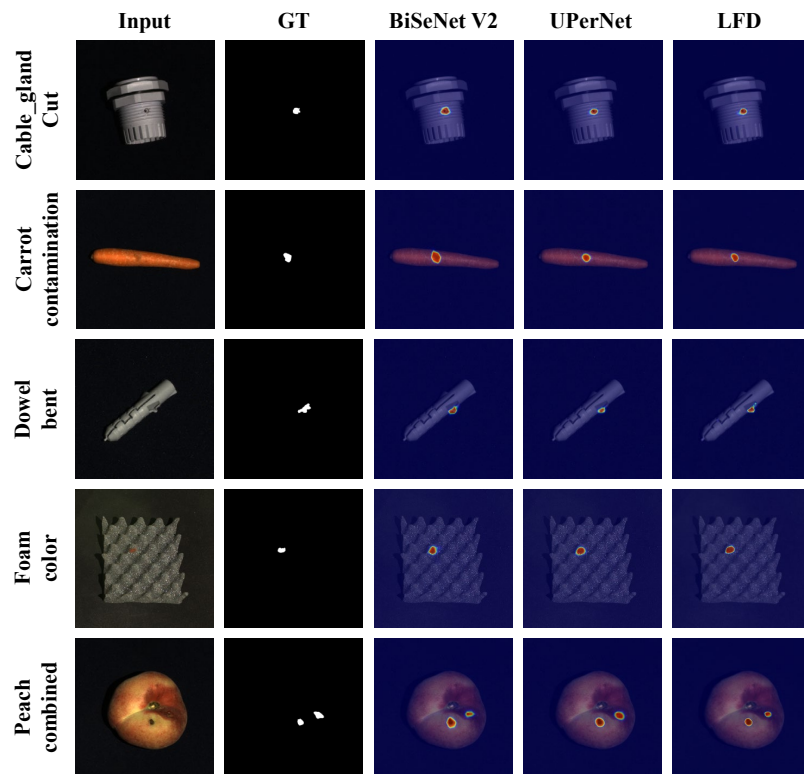 Input GT BiSeNet V2 UPerNet LFD
Cable_gland
Cut
Carrot
contamination
Dowel
bent
Foam
color
Peach
combined